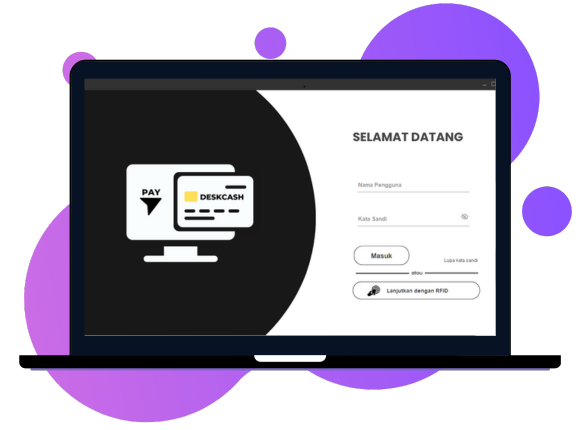 PAY
DESKCASH
SELAMAT DATANG
Nama Pengguna
Kata Sandi
Masuk
Lupa kata sandi
atau
Lanjutkan dengan RFID